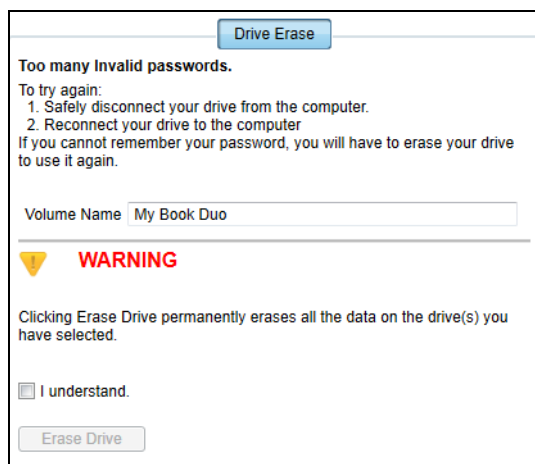 Drive Erase
Too many Invalid passwords.
To try again:
1. Safely disconnect your drive from the computer.
2. Reconnect your drive to the computer
If you cannot remember your password, you will have to erase your drive
to use it again.
Volume Name My Book Duo
WARNING
Clicking Erase Drive permanently erases all the data on the drive(s) you
have selected.
I understand.
Erase Drive